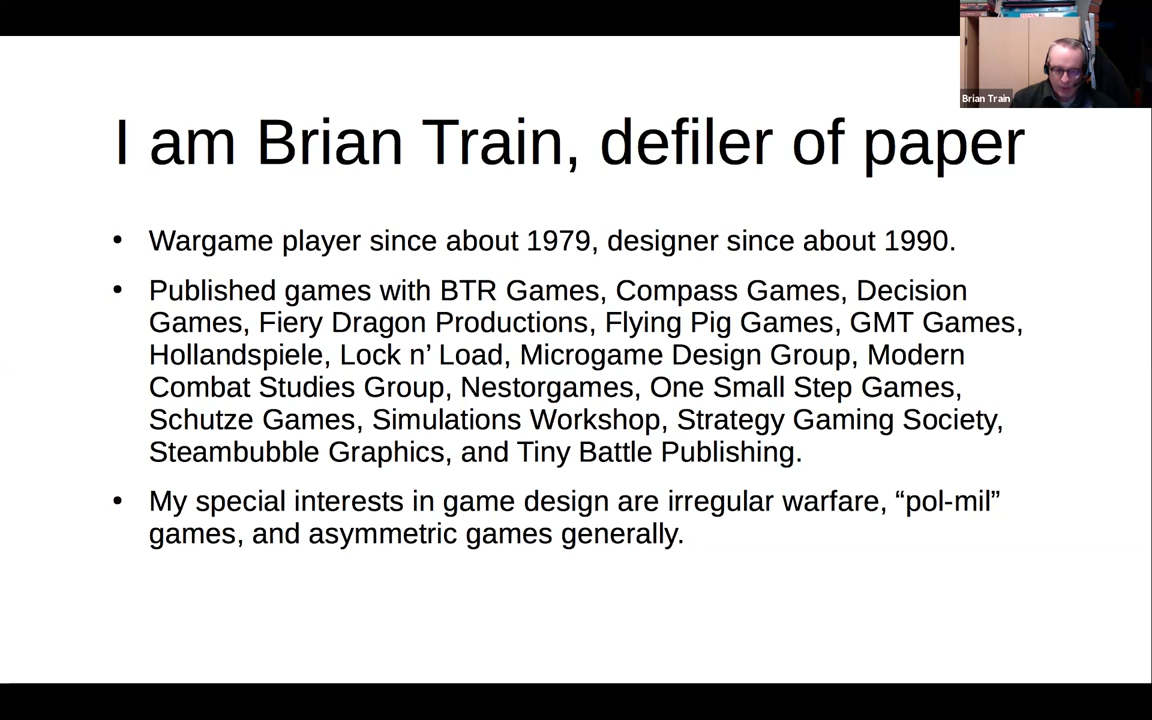 Brian Train
I am Brian Train, defiler of paper
• Wargame player since about 1979, designer since about 1990.
• Published games with BTR Games, Compass Games, Decision
Games, Fiery Dragon Productions, Flying Pig Games, GMT Games,
Hollandspiele, Lock n’ Load, Microgame Design Group, Modern
Combat Studies Group, Nestorgames, One Small Step Games,
Schutze Games, Simulations Workshop, Strategy Gaming Society,
Steambubble Graphics, and Tiny Battle Publishing.
• My special interests in game design are irregular warfare, “pol-mil”
games, and asymmetric games generally.